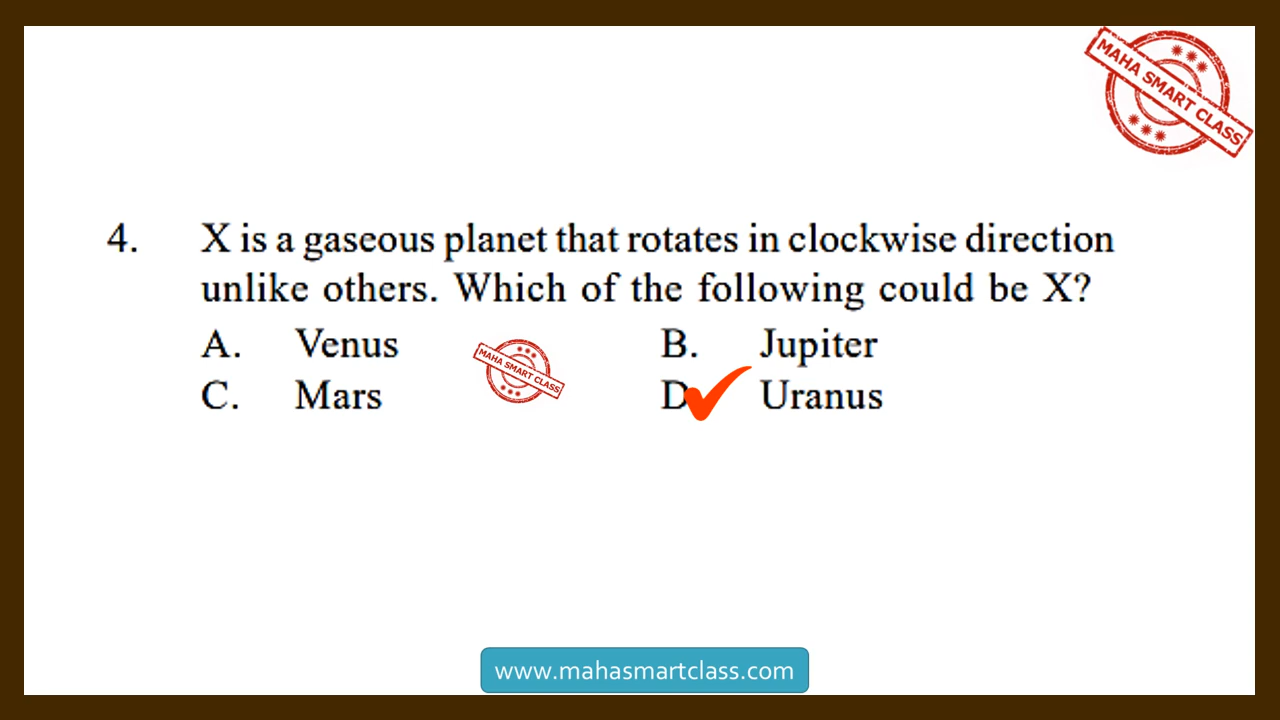 MAHA SMART CLASS
4. X is a gaseous planet that rotates in clockwise direction
unlike others. Which of the following could be X?
A. Venus B. Jupiter
MAHA SMART CLASS
C. Mars D Uranus
www.mahasmartclass.com